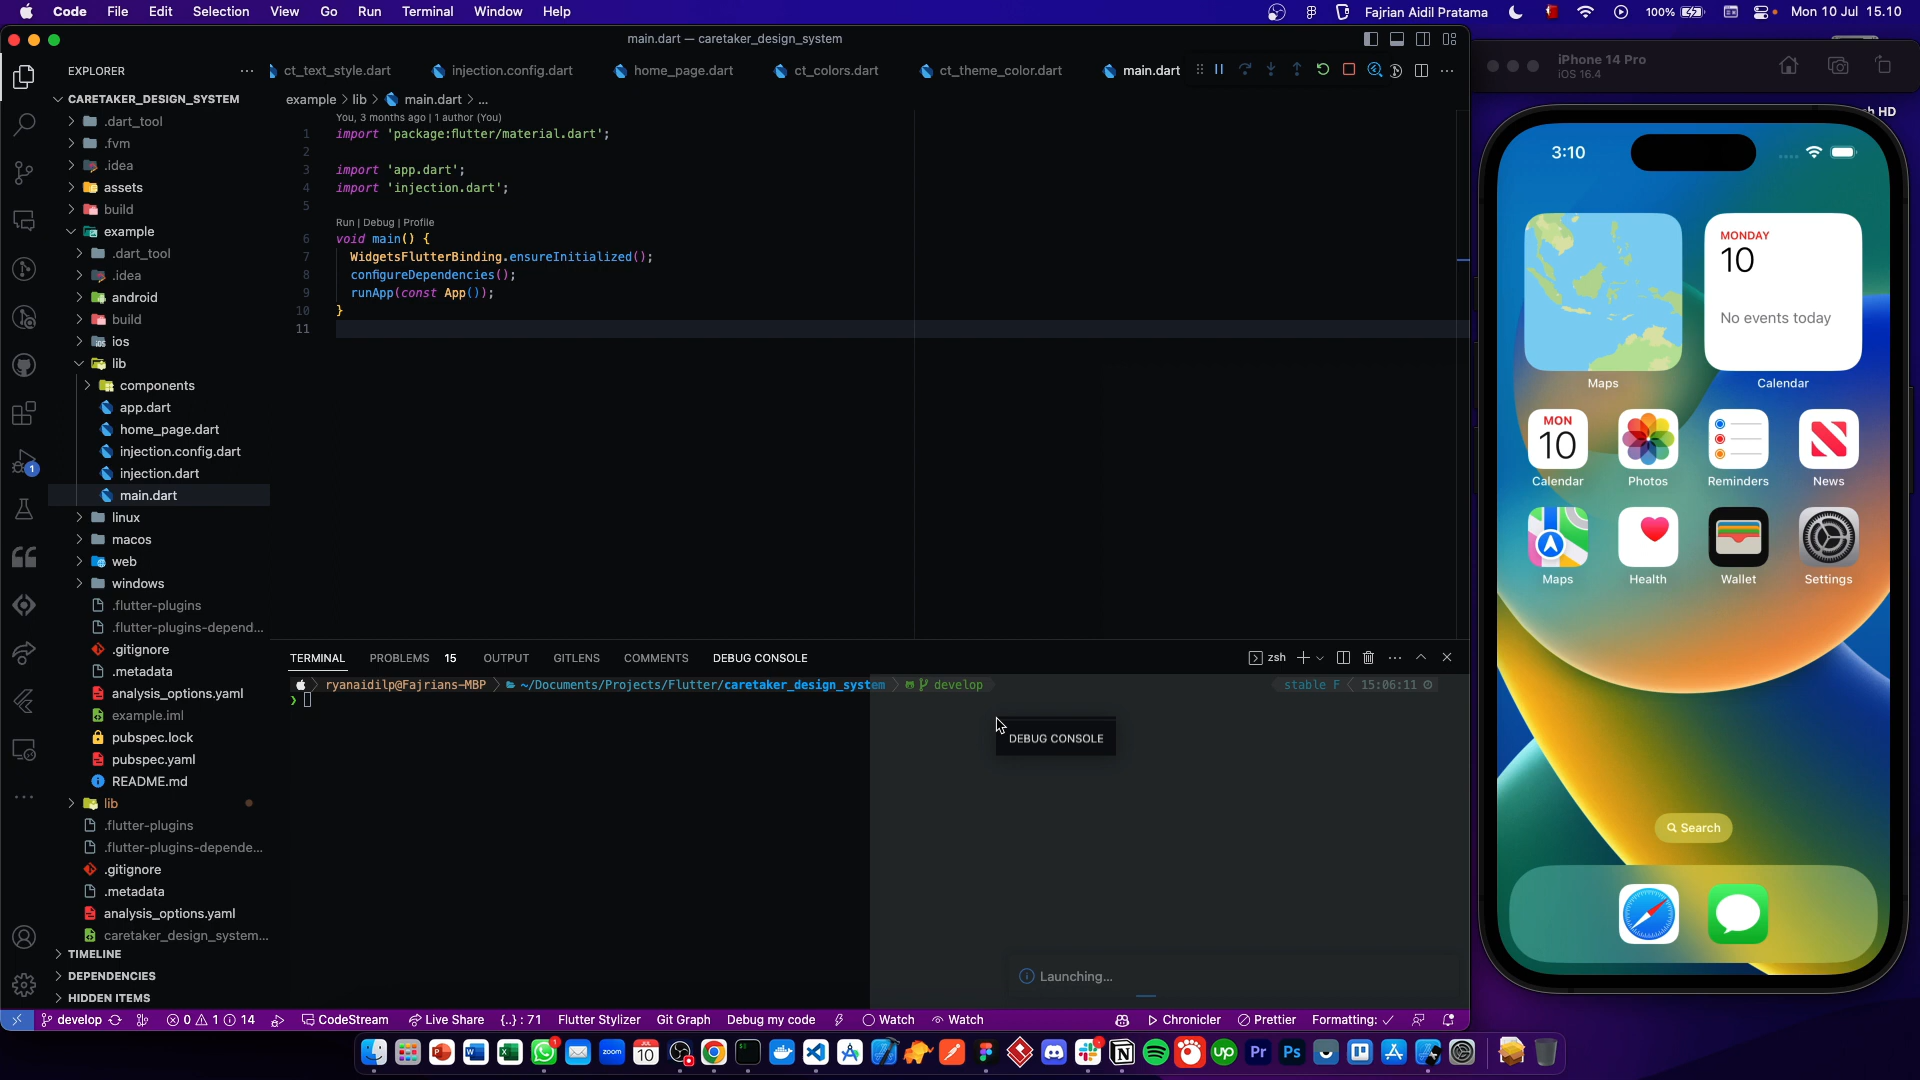 Code File Edit Selection View Go Run Terminal Window Help
Fajrian Aidil Pratama 100% Mon 10 Jul 15.10
main.dart — caretaker_design_system
EXPLORER
ct_text_style.dart injection.config.dart home_page.dart ct_colors.dart ct_theme_color.dart main.dart
CARETAKER_DESIGN_SYSTEM
example > lib > main.dart > ...
.dart_tool
.fvm
.idea
assets
build
example
.dart_tool
.idea
android
build
ios
lib
components
app.dart
home_page.dart
injection.config.dart
injection.dart
main.dart
linux
macos
web
windows
.flutter-plugins
.flutter-plugins-depend...
.gitignore
.metadata
analysis_options.yaml
example.iml
pubspec.lock
pubspec.yaml
README.md
lib
.flutter-plugins
.flutter-plugins-depende...
.gitignore
.metadata
analysis_options.yaml
caretaker_design_system...
TIMELINE
DEPENDENCIES
HIDDEN ITEMS
1
You, 3 months ago | 1 author (You)
1 import 'package:flutter/material.dart';
2
3 import 'app.dart';
4 import 'injection.dart';
5
Run | Debug | Profile
6 void main() {
7 WidgetsFlutterBinding.ensureInitialized();
8 configureDependencies();
9 runApp(const App());
10 }
11
TERMINAL PROBLEMS 15 OUTPUT GITLENS COMMENTS DEBUG CONSOLE
zsh
ryanaidilp@Fajrians-MBP ~/Documents/Projects/Flutter/caretaker_design_system develop
stable F 15:06:11
DEBUG CONSOLE
Launching...
develop 0 1 14 CodeStream Live Share {..} : 71 Flutter Stylizer Git Graph Debug my code Watch Watch
Chronicler Prettier Formatting: ✓
iPhone 14 Pro
iOS 16.4
h HD
3:10
MONDAY
10
No events today
Maps
Calendar
MON
10
Calendar
Photos
Reminders
News
Maps
Health
Wallet
Settings
Search
zoom
JUL
10
up
Pr
Ps